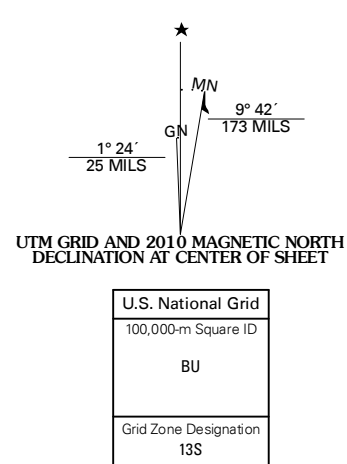 ★
MN
9° 42´
173 MILS
GN
1° 24´
25 MILS
UTM GRID AND 2010 MAGNETIC NORTH
DECLINATION AT CENTER OF SHEET
U.S. National Grid
100,000-m Square ID
BU
Grid Zone Designation
13S